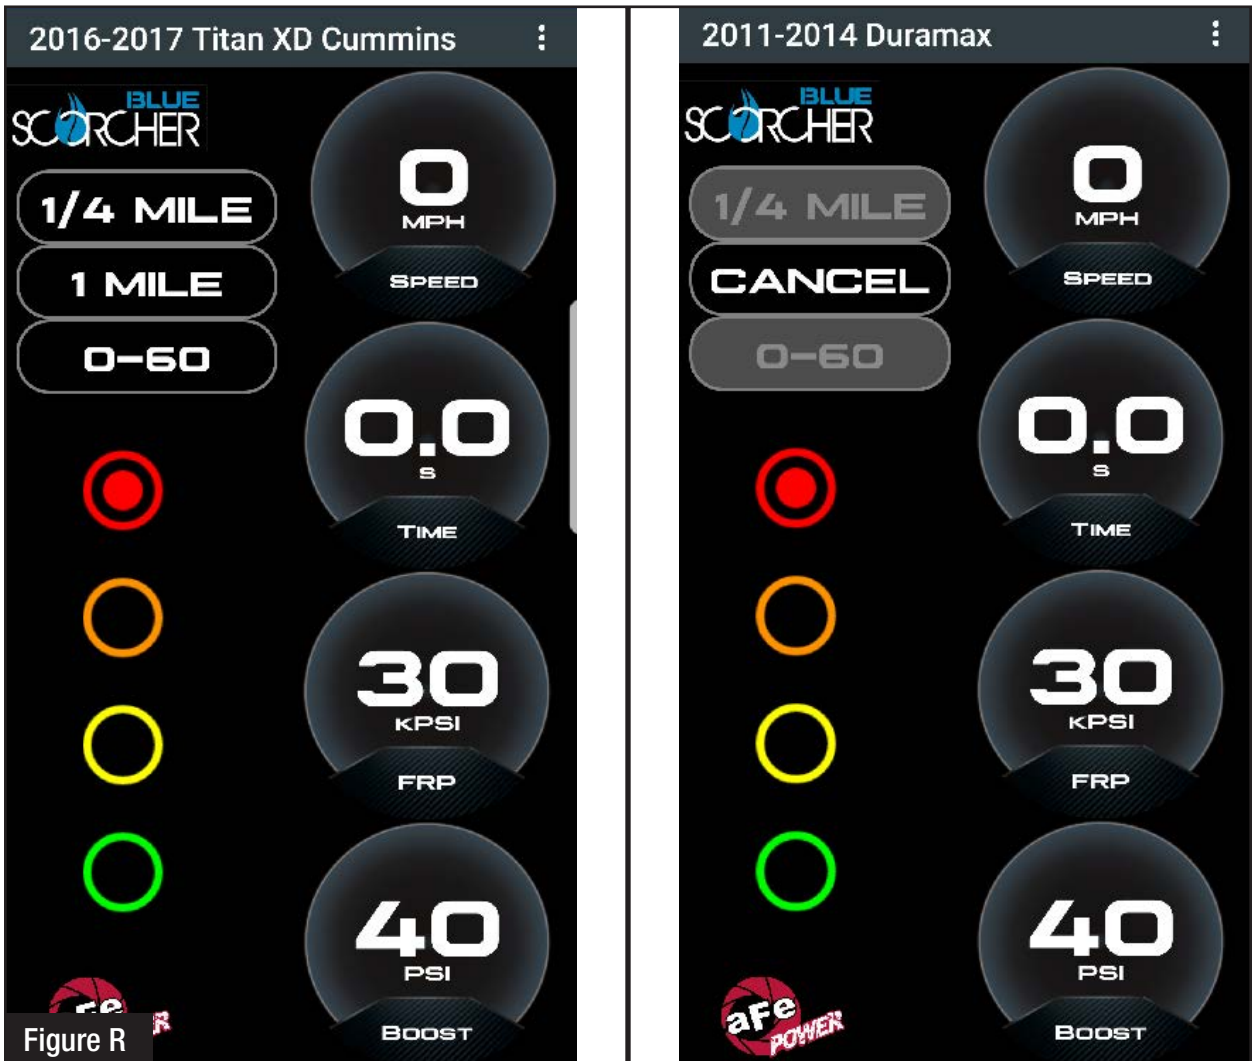 2016-2017 Titan XD Cummins
BLUE
SCORCHER
1/4 MILE
1 MILE
0-60
0
MPH
SPEED
0.0
S
TIME
30
KPSI
FRP
40
PSI
BOOST
Figure R
2011-2014 Duramax
BLUE
SCORCHER
1/4 MILE
CANCEL
0-60
0
MPH
SPEED
0.0
S
TIME
30
KPSI
FRP
40
PSI
BOOST
aFe
POWER